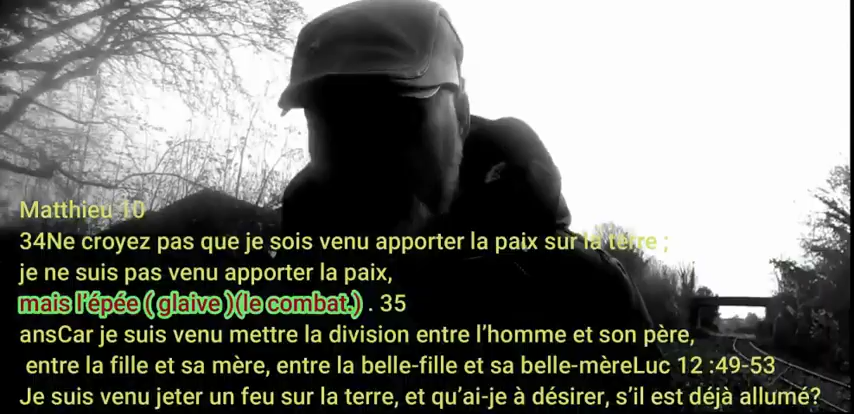 Matthieu 10
34Ne croyez pas que je sois venu apporter la paix sur la terre ;
je ne suis pas venu apporter la paix,
mais l'épée ( glaive )(le combat.) . 35
ansCar je suis venu mettre la division entre l'homme et son père,
entre la fille et sa mère, entre la belle-fille et sa belle-mèreLuc 12 :49-53
Je suis venu jeter un feu sur la terre, et qu'ai-je à désirer, s'il est déjà allumé?